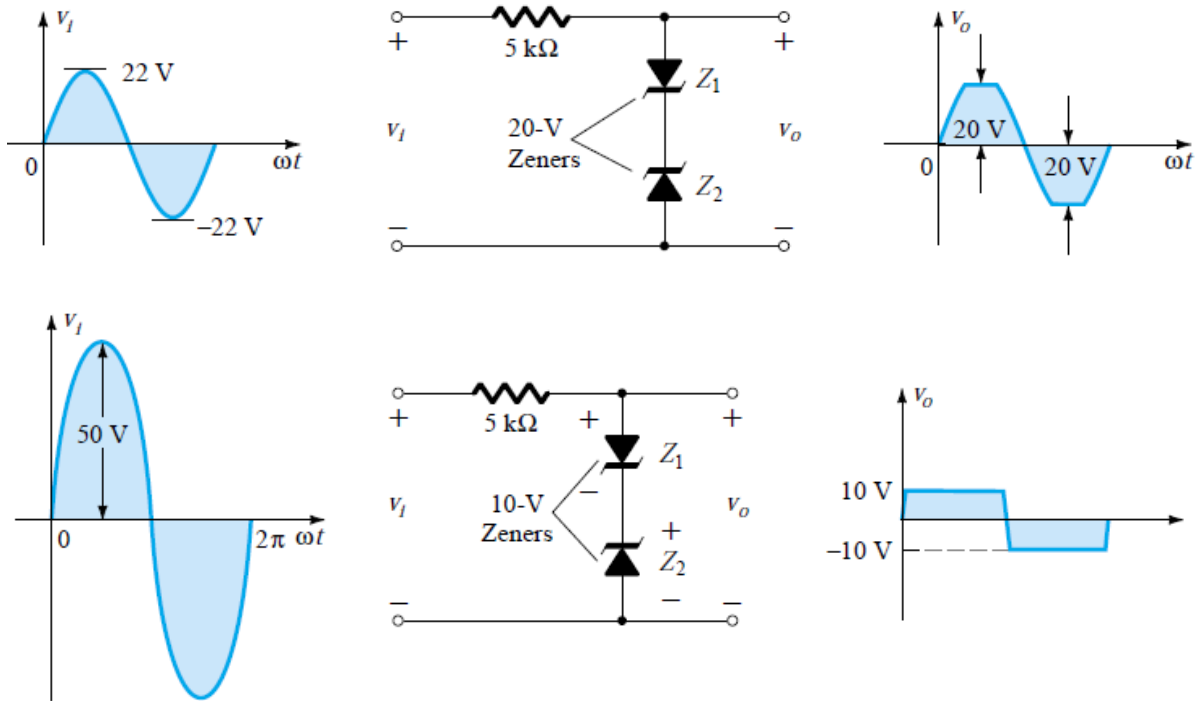 v_i
22 V
0
ωt
–22 V
+
5 kΩ
+
Z_1
v_i
20-V
Zeners
v_o
Z_2
–
–
v_o
20 V
0
20 V
ωt
v_i
50 V
0
2π ωt
+
5 kΩ
+
+
Z_1
–
v_i
10-V
Zeners
v_o
+
Z_2
–
–
–
v_o
10 V
–10 V